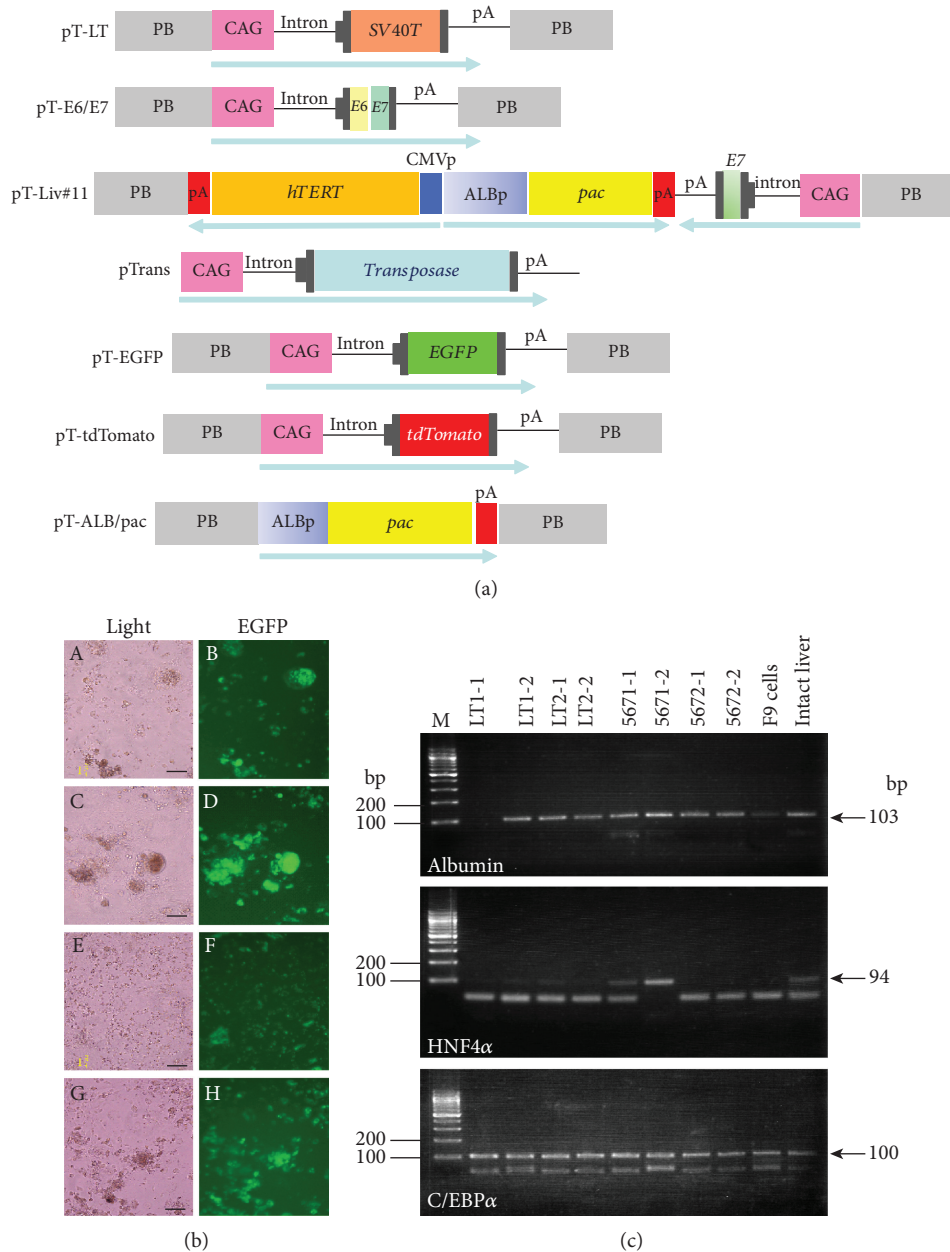 pT-LT PB CAG Intron SV40T pA PB
pT-E6/E7 PB CAG Intron E6 E7 pA PB
pT-Liv#11 PB pA hTERT CMVp ALBp pac pA pA E7 intron CAG PB
pTrans CAG Intron Transposase pA
pT-EGFP PB CAG Intron EGFP pA PB
pT-tdTomato PB CAG Intron tdTomato pA PB
pT-ALB/pac PB ALBp pac pA PB
(a)
Light EGFP
A B
C D
E F
G H
(b)
M LT1-1 LT1-2 LT2-1 LT2-2 5671-1 5671-2 5672-1 5672-2 F9 cells Intact liver
bp bp
200
100 103
Albumin
200
100 94
HNF4α
200
100 100
C/EBPα
(c)